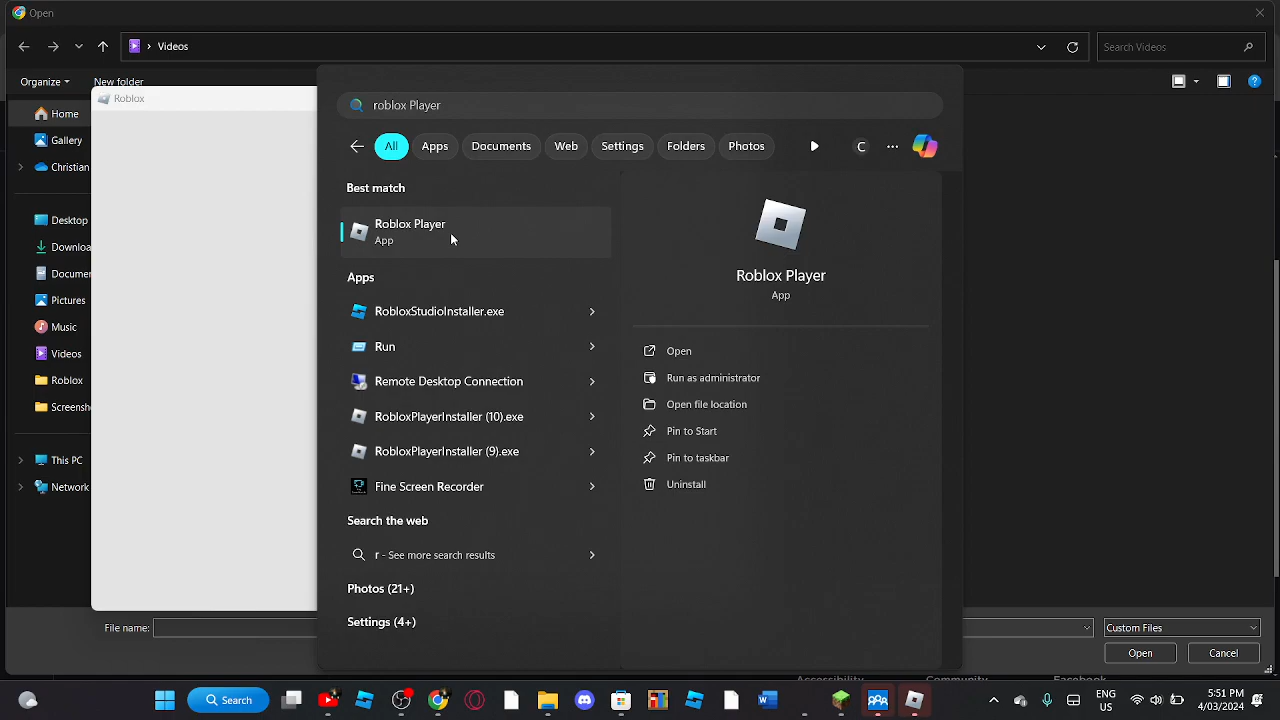 Open
Videos
Search Videos
Organize
New folder
Roblox
roblox Player
Home
Gallery
Christian
Desktop
Downloa
Documer
Pictures
Music
Videos
Roblox
Screensh
This PC
Network
All
Apps
Documents
Web
Settings
Folders
Photos
C
Best match
Roblox Player
App
Apps
RobloxStudioInstaller.exe
Run
Remote Desktop Connection
RobloxPlayerInstaller (10).exe
RobloxPlayerInstaller (9).exe
Fine Screen Recorder
Search the web
r - See more search results
Photos (21+)
Settings (4+)
Roblox Player
App
Open
Run as administrator
Open file location
Pin to Start
Pin to taskbar
Uninstall
File name:
Custom Files
Open
Cancel
Search
ENG
US
5:51 PM
4/03/2024